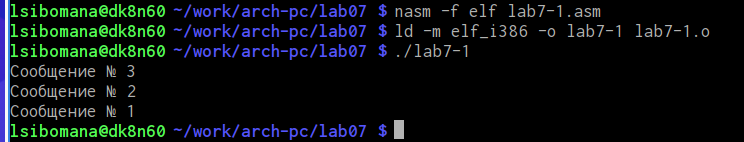 lsibomana@dk8n60 ~/work/arch-pc/lab07 $ nasm -f elf lab7-1.asm
lsibomana@dk8n60 ~/work/arch-pc/lab07 $ ld -m elf_i386 -o lab7-1 lab7-1.o
lsibomana@dk8n60 ~/work/arch-pc/lab07 $ ./lab7-1
Сообщение № 3
Сообщение № 2
Сообщение № 1
lsibomana@dk8n60 ~/work/arch-pc/lab07 $